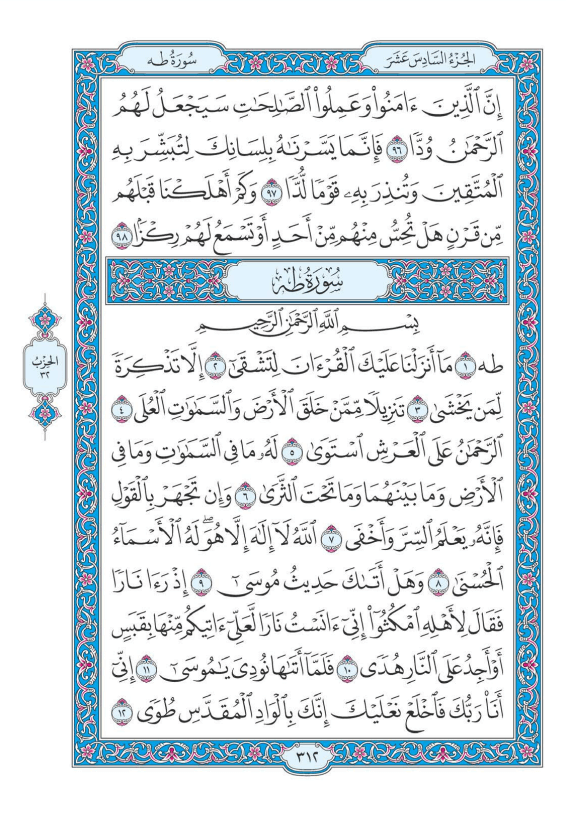 سُورَةُ طه
الجُزْءُ السَّادِسَ عَشَرَ
إِنَّ ٱلَّذِينَ ءَامَنُوا۟ وَعَمِلُوا۟ ٱلصَّٰلِحَٰتِ سَيَجْعَلُ لَهُمُ
ٱلرَّحْمَٰنُ وُدًّا ٩٦ فَإِنَّمَا يَسَّرْنَٰهُ بِلِسَانِكَ لِتُبَشِّرَ بِهِ
ٱلْمُتَّقِينَ وَتُنذِرَ بِهِۦ قَوْمًا لُّدًّا ٩٧ وَكَمْ أَهْلَكْنَا قَبْلَهُم
مِّن قَرْنٍ هَلْ تُحِسُّ مِنْهُم مِّنْ أَحَدٍ أَوْ تَسْمَعُ لَهُمْ رِكْزًۢا ٩٨
سُورَةُ طه
بِسْمِ ٱللَّهِ ٱلرَّحْمَٰنِ ٱلرَّحِيمِ
طه ١ مَآ أَنزَلْنَا عَلَيْكَ ٱلْقُرْءَانَ لِتَشْقَىٰٓ ٢ إِلَّا تَذْكِرَةً
لِّمَن يَخْشَىٰ ٣ تَنزِيلًا مِّمَّنْ خَلَقَ ٱلْأَرْضَ وَٱلسَّمَٰوَٰتِ ٱلْعُلَى ٤
ٱلرَّحْمَٰنُ عَلَى ٱلْعَرْشِ ٱسْتَوَىٰ ٥ لَهُۥ مَا فِى ٱلسَّمَٰوَٰتِ وَمَا فِى
ٱلْأَرْضِ وَمَا بَيْنَهُمَا وَمَا تَحْتَ ٱلثَّرَىٰ ٦ وَإِن تَجْهَرْ بِٱلْقَوْلِ
فَإِنَّهُۥ يَعْلَمُ ٱلسِّرَّ وَأَخْفَى ٧ ٱللَّهُ لَآ إِلَٰهَ إِلَّا هُوَ ۖ لَهُ ٱلْأَسْمَآءُ
ٱلْحُسْنَىٰ ٨ وَهَلْ أَتَىٰكَ حَدِيثُ مُوسَىٰٓ ٩ إِذْ رَءَا نَارًا
فَقَالَ لِأَهْلِهِ ٱمْكُثُوٓا۟ إِنِّىٓ ءَانَسْتُ نَارًا لَّعَلِّىٓ ءَاتِيكُم مِّنْهَا بِقَبَسٍ
أَوْ أَجِدُ عَلَى ٱلنَّارِ هُدًى ١٠ فَلَمَّآ أَتَىٰهَا نُودِىَ يَٰمُوسَىٰٓ ١١ إِنِّىٓ
أَنَا۠ رَبُّكَ فَٱخْلَعْ نَعْلَيْكَ إِنَّكَ بِٱلْوَادِ ٱلْمُقَدَّسِ طُوًى ١٢
الحِزْبُ
٣٢
٣١٢